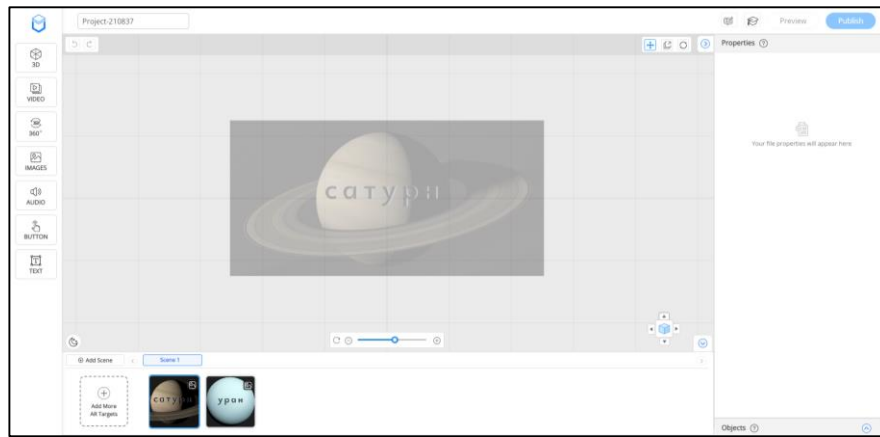 Project-210837
Preview
Publish
3D
VIDEO
360°
IMAGES
AUDIO
BUTTON
TEXT
Properties
Your file properties will appear here
сатурн
Add Scene
Scene 1
Add More
AR Targets
сатурн
уран
Objects